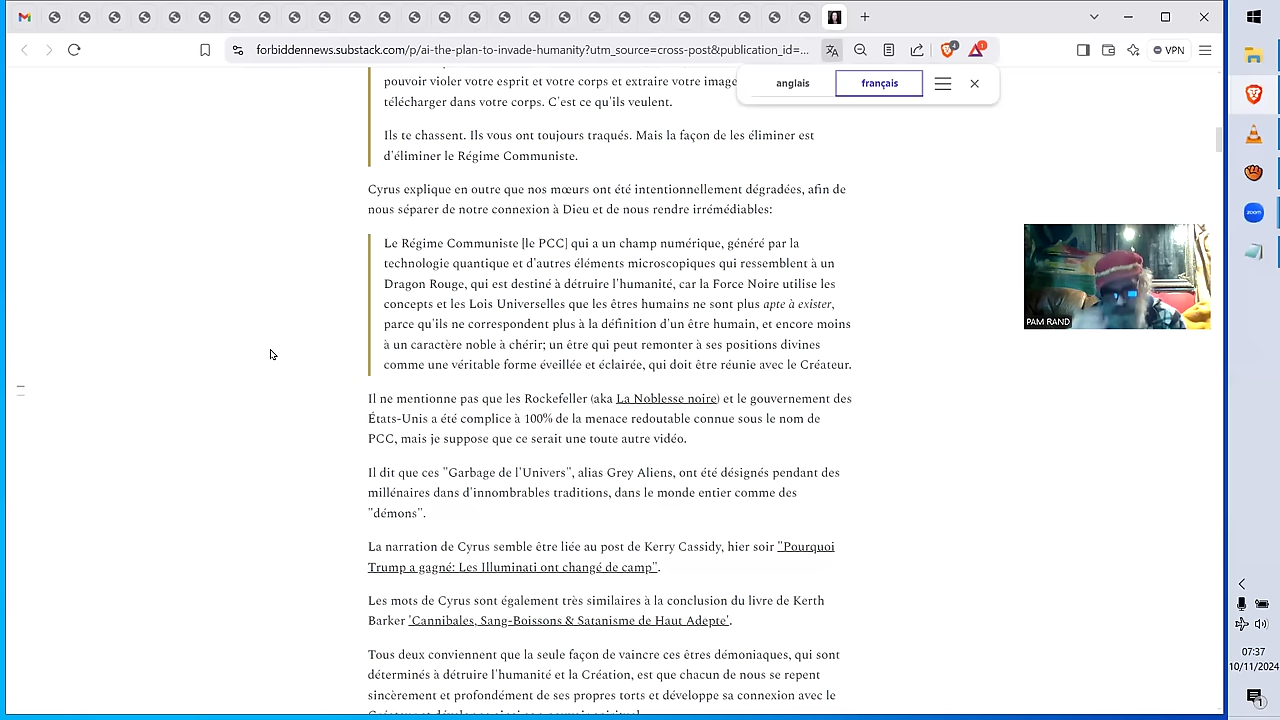 forbiddennews.substack.com/p/ai-the-plan-to-invade-humanity?utm_source=cross-post&publication_id=...
4
1
VPN
anglais
français
pouvoir violer votre esprit et votre corps et extraire votre image
télécharger dans votre corps. C'est ce qu'ils veulent.
Ils te chassent. Ils vous ont toujours traqués. Mais la façon de les éliminer est
d'éliminer le Régime Communiste.
Cyrus explique en outre que nos mœurs ont été intentionnellement dégradées, afin de
nous séparer de notre connexion à Dieu et de nous rendre irrémédiables:
Le Régime Communiste [le PCC] qui a un champ numérique, généré par la
technologie quantique et d'autres éléments microscopiques qui ressemblent à un
Dragon Rouge, qui est destiné à détruire l'humanité, car la Force Noire utilise les
concepts et les Lois Universelles que les êtres humains ne sont plus apte à exister,
parce qu'ils ne correspondent plus à la définition d'un être humain, et encore moins
à un caractère noble à chérir; un être qui peut remonter à ses positions divines
comme une véritable forme éveillée et éclairée, qui doit être réunie avec le Créateur.
Il ne mentionne pas que les Rockefeller (aka La Noblesse noire) et le gouvernement des
États-Unis a été complice à 100% de la menace redoutable connue sous le nom de
PCC, mais je suppose que ce serait une toute autre vidéo.
Il dit que ces "Garbage de l'Univers", alias Grey Aliens, ont été désignés pendant des
millénaires dans d'innombrables traditions, dans le monde entier comme des
"démons".
La narration de Cyrus semble être liée au post de Kerry Cassidy, hier soir "Pourquoi
Trump a gagné: Les Illuminati ont changé de camp".
Les mots de Cyrus sont également très similaires à la conclusion du livre de Kerth
Barker 'Cannibales, Sang-Boissons & Satanisme de Haut Adepte'.
Tous deux conviennent que la seule façon de vaincre ces êtres démoniaques, qui sont
déterminés à détruire l'humanité et la Création, est que chacun de nous se repent
sincèrement et profondément de ses propres torts et développe sa connexion avec le
PAM RAND
zoom
07:37
10/11/2024
1